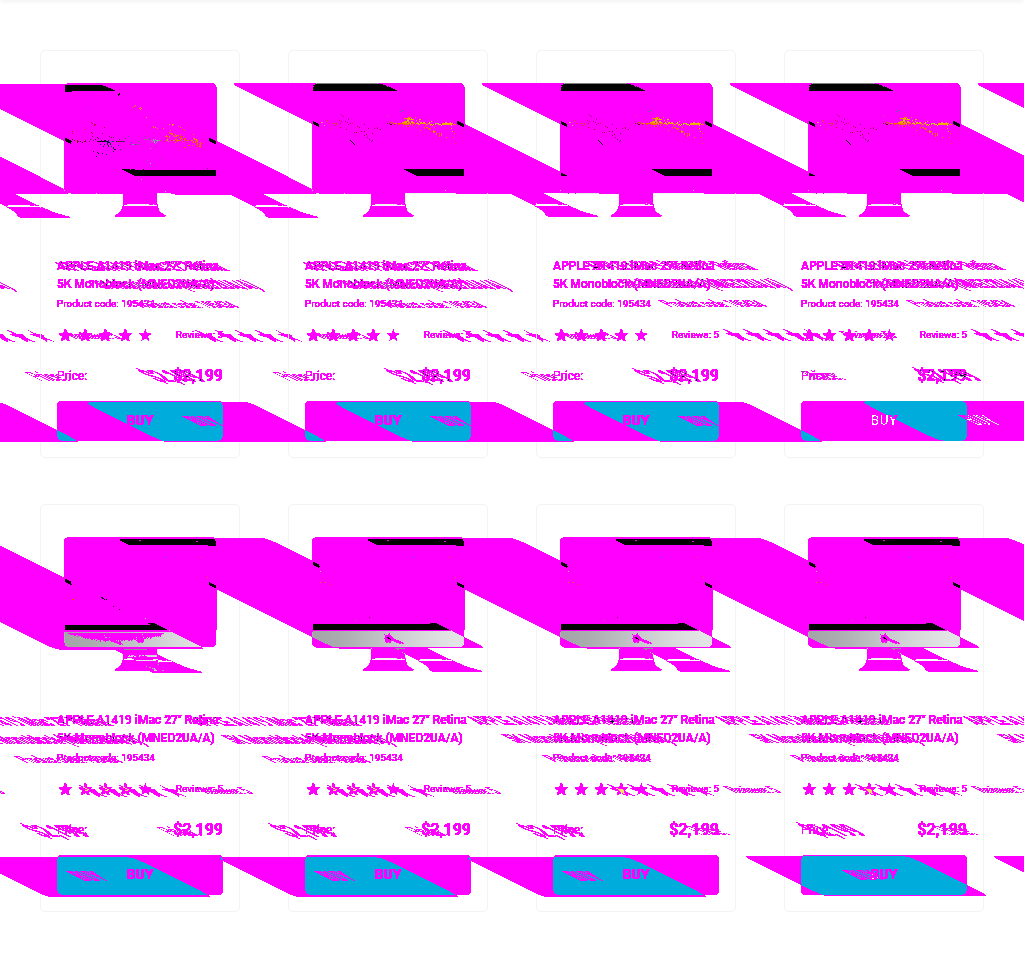 APPLE A1419 iMac 27" Retina
5K Monoblock (MNED2UA/A)
Product code: 195434
Reviews: 5
Price: $2,199
BUY
APPLE A1419 iMac 27" Retina
5K Monoblock (MNED2UA/A)
Product code: 195434
Reviews: 5
Price: $2,199
BUY
APPLE A1419 iMac 27" Retina
5K Monoblock (MNED2UA/A)
Product code: 195434
Reviews: 5
Price: $2,199
BUY
APPLE A1419 iMac 27" Retina
5K Monoblock (MNED2UA/A)
Product code: 195434
Reviews: 5
Price: $2,199
BUY
APPLE A1419 iMac 27" Retina
5K Monoblock (MNED2UA/A)
Product code: 195434
Reviews: 5
Price: $2,199
BUY
APPLE A1419 iMac 27" Retina
5K Monoblock (MNED2UA/A)
Product code: 195434
Reviews: 5
Price: $2,199
BUY
APPLE A1419 iMac 27" Retina
5K Monoblock (MNED2UA/A)
Product code: 195434
Reviews: 5
Price: $2,199
BUY
APPLE A1419 iMac 27" Retina
5K Monoblock (MNED2UA/A)
Product code: 195434
Reviews: 5
Price: $2,199
BUY